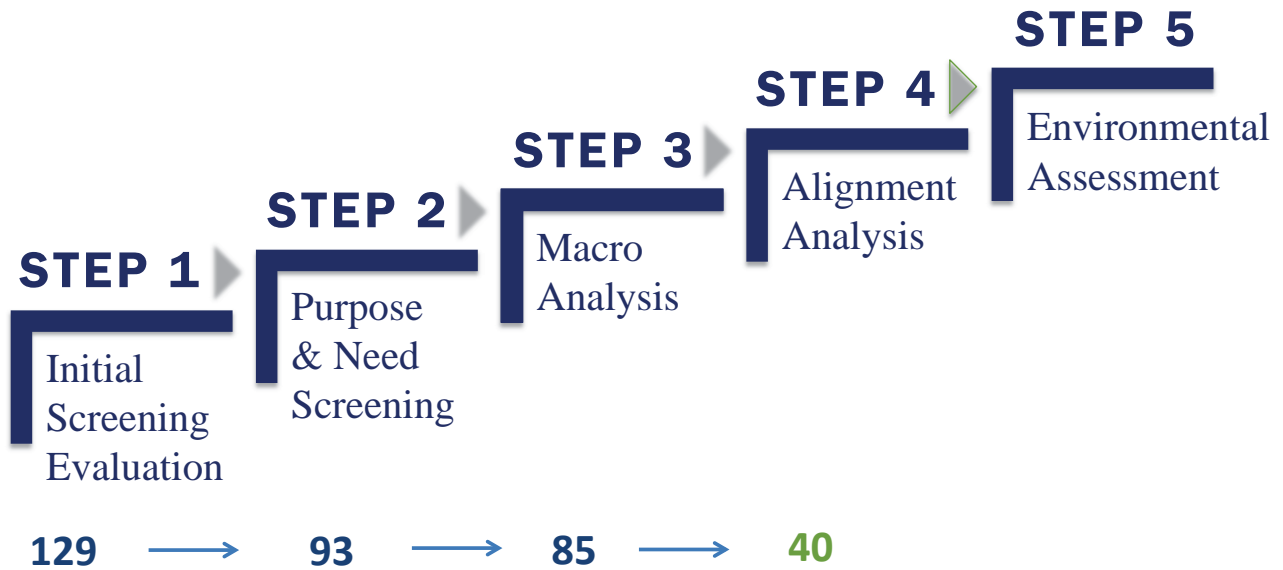 STEP 1
Initial
Screening
Evaluation
STEP 2
Purpose
& Need
Screening
STEP 3
Macro
Analysis
STEP 4
Alignment
Analysis
STEP 5
Environmental
Assessment
129
93
85
40